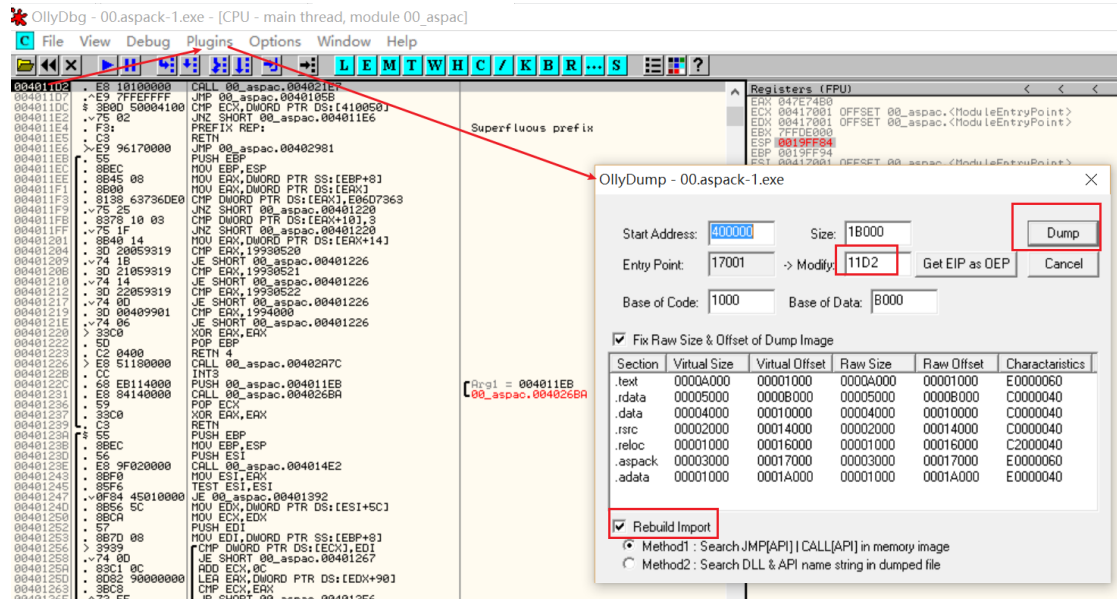 OllyDbg - 00.aspack-1.exe - [CPU - main thread, module 00_aspac]
C File View Debug Plugins Options Window Help
L E M T W H C / K B R ... S ?
004011D2 . E8 10100000 CALL 00_aspac.004021E7
004011D7 .^E9 7FFEFFFF JMP 00_aspac.0040105B
004011DC $ 3B0D 50004100 CMP ECX,DWORD PTR DS:[410050]
004011E2 .v75 02 JNZ SHORT 00_aspac.004011E6
004011E4 . F3: PREFIX REP: Superfluous prefix
004011E5 . C3 RETN
004011E6 >vE9 96170000 JMP 00_aspac.00402981
004011EB . 55 PUSH EBP
004011EC . 8BEC MOV EBP,ESP
004011EE . 8B45 08 MOV EAX,DWORD PTR SS:[EBP+8]
004011F1 . 8B00 MOV EAX,DWORD PTR DS:[EAX]
004011F3 . 8138 63736DE0 CMP DWORD PTR DS:[EAX],E06D7363
004011F9 .v75 25 JNZ SHORT 00_aspac.00401220
004011FB . 8378 10 03 CMP DWORD PTR DS:[EAX+10],3
004011FF .v75 1F JNZ SHORT 00_aspac.00401220
00401201 . 8B40 14 MOV EAX,DWORD PTR DS:[EAX+14]
00401204 . 3D 20059319 CMP EAX,19930520
00401209 .v74 1B JE SHORT 00_aspac.00401226
0040120B . 3D 21059319 CMP EAX,19930521
00401210 .v74 14 JE SHORT 00_aspac.00401226
00401212 . 3D 22059319 CMP EAX,19930522
00401217 .v74 0D JE SHORT 00_aspac.00401226
00401219 . 3D 00409901 CMP EAX,1994000
0040121E .v74 06 JE SHORT 00_aspac.00401226
00401220 > 33C0 XOR EAX,EAX
00401222 . 5D POP EBP
00401223 . C2 0400 RETN 4
00401226 > E8 51180000 CALL 00_aspac.00402A7C
0040122B . CC INT3
0040122C . 68 EB114000 PUSH 00_aspac.004011EB Arg1 = 004011EB
00401231 . E8 84140000 CALL 00_aspac.004026BA 00_aspac.004026BA
00401236 . 59 POP ECX
00401237 . 33C0 XOR EAX,EAX
00401239 . C3 RETN
0040123A $ 55 PUSH EBP
0040123B . 8BEC MOV EBP,ESP
0040123D . 56 PUSH ESI
0040123E . E8 9F020000 CALL 00_aspac.004014E2
00401243 . 8BF0 MOV ESI,EAX
00401245 . 85F6 TEST ESI,ESI
00401247 .v0F84 45010000 JE 00_aspac.00401392
0040124D . 8B56 5C MOV EDX,DWORD PTR DS:[ESI+5C]
00401250 . 8BCA MOV ECX,EDX
00401252 . 57 PUSH EDI
00401253 . 8B7D 08 MOV EDI,DWORD PTR SS:[EBP+8]
00401256 > 3939 CMP DWORD PTR DS:[ECX],EDI
00401258 .v74 0D JE SHORT 00_aspac.00401267
0040125A . 83C1 0C ADD ECX,0C
0040125D . 8D82 90000000 LEA EAX,DWORD PTR DS:[EDX+90]
00401263 . 3BC8 CMP ECX,EAX
Registers (FPU) < < <
EAX 047E74B0
ECX 00417001 OFFSET 00_aspac.<ModuleEntryPoint>
EDX 00417001 OFFSET 00_aspac.<ModuleEntryPoint>
EBX 7FFDE000
ESP 0019FF84
EBP 0019FF94
ESI 00417001 OFFSET 00_aspac.<ModuleEntryPoint>
OllyDump - 00.aspack-1.exe
Start Address: 400000 Size: 1B000 Dump
Entry Point: 17001 -> Modify: 11D2 Get EIP as OEP Cancel
Base of Code: 1000 Base of Data: B000
Fix Raw Size & Offset of Dump Image
Section Virtual Size Virtual Offset Raw Size Raw Offset Charactaristics
.text 0000A000 00001000 0000A000 00001000 E0000060
.rdata 00005000 0000B000 00005000 0000B000 C0000040
.data 00004000 00010000 00004000 00010000 C0000040
.rsrc 00002000 00014000 00002000 00014000 C0000040
.reloc 00001000 00016000 00001000 00016000 C2000040
.aspack 00003000 00017000 00003000 00017000 E0000060
.adata 00001000 0001A000 00001000 0001A000 E0000040
Rebuild Import
Method1 : Search JMP[API] | CALL[API] in memory image
Method2 : Search DLL & API name string in dumped file